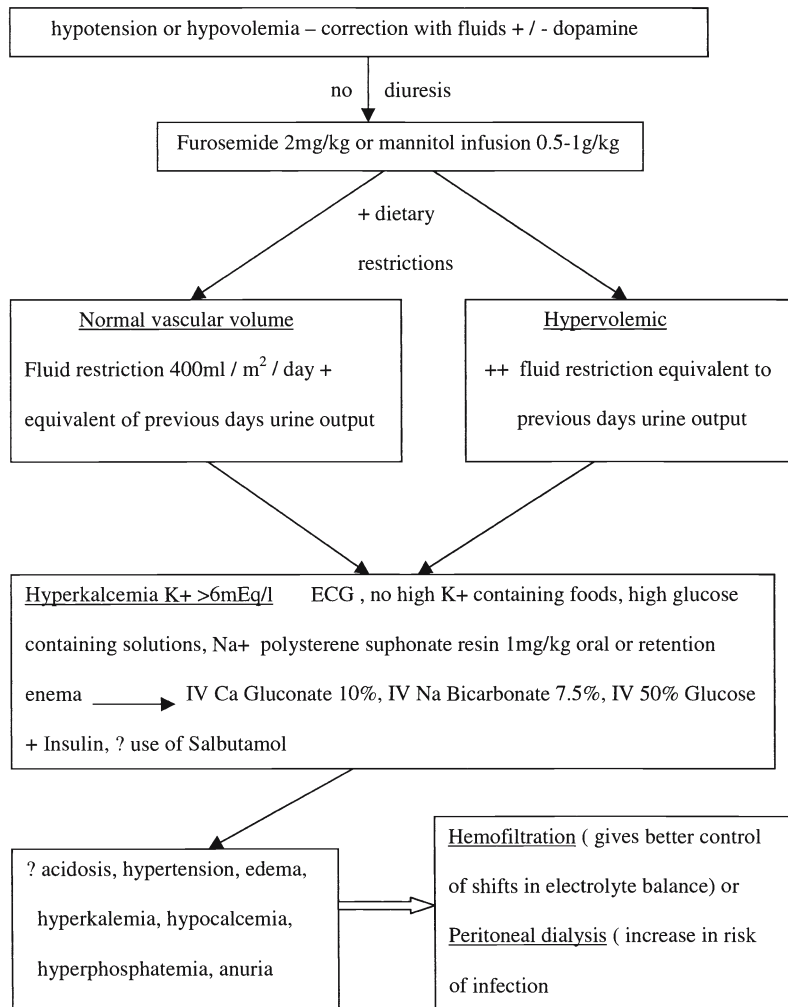 hypotension or hypovolemia – correction with fluids + / - dopamine
no diuresis
Furosemide 2mg/kg or mannitol infusion 0.5-1g/kg
+ dietary
restrictions
Normal vascular volume
Fluid restriction 400ml / m² / day +
equivalent of previous days urine output
Hypervolemic
++ fluid restriction equivalent to
previous days urine output
Hyperkalcemia K+ >6mEq/l ECG , no high K+ containing foods, high glucose
containing solutions, Na+ polysterene suphonate resin 1mg/kg oral or retention
enema → IV Ca Gluconate 10%, IV Na Bicarbonate 7.5%, IV 50% Glucose
+ Insulin, ? use of Salbutamol
? acidosis, hypertension, edema,
hyperkalemia, hypocalcemia,
hyperphosphatemia, anuria
Hemofiltration ( gives better control
of shifts in electrolyte balance) or
Peritoneal dialysis ( increase in risk
of infection